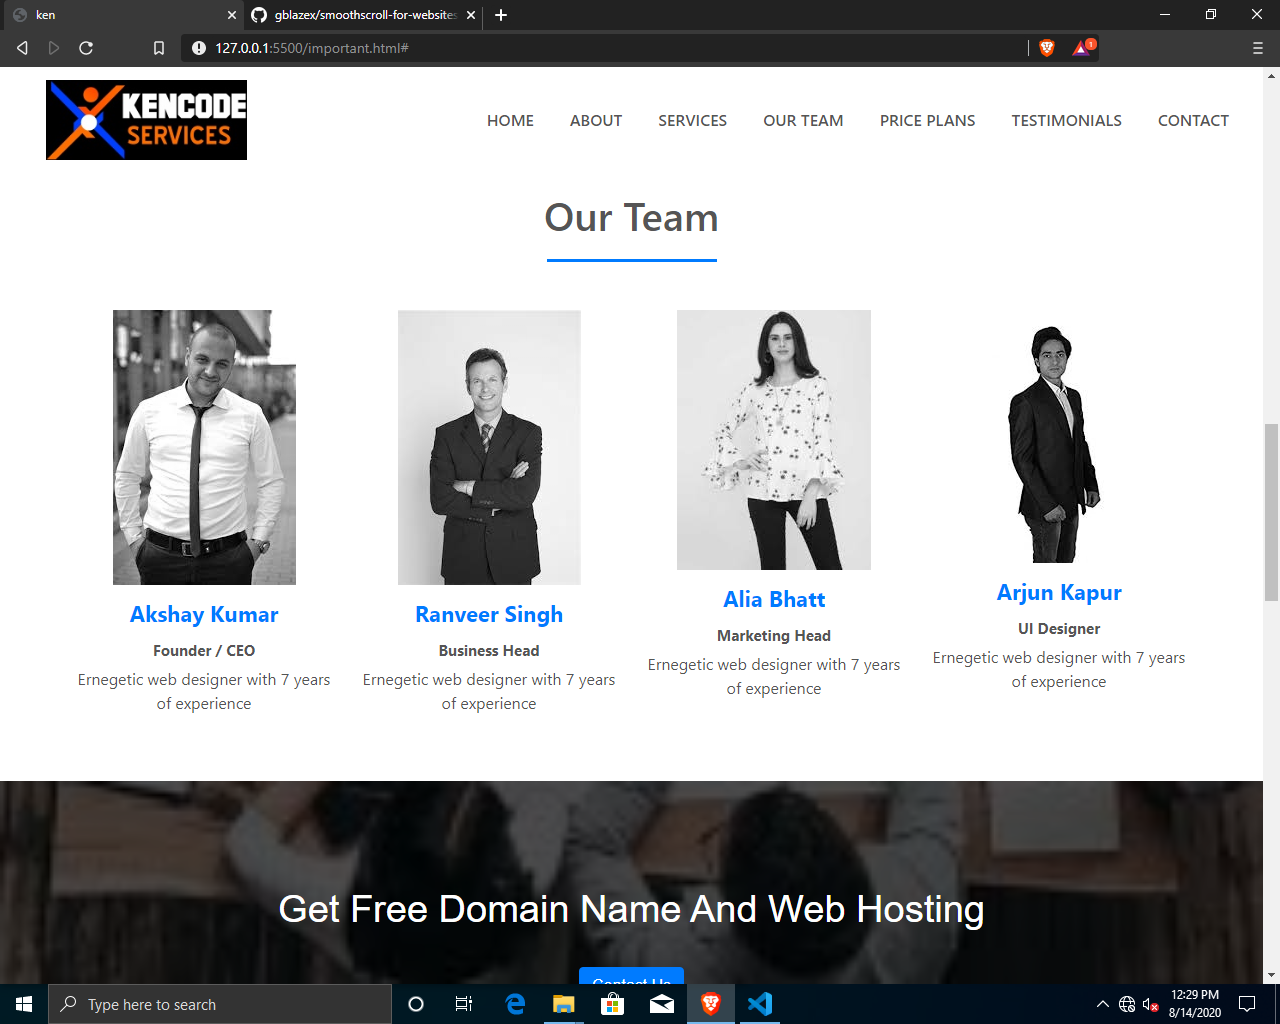 ken
gblazex/smoothscroll-for-websites
127.0.0.1:5500/important.html#
1
KENCODE
SERVICES
HOME ABOUT SERVICES OUR TEAM PRICE PLANS TESTIMONIALS CONTACT
Our Team
Akshay Kumar
Founder / CEO
Ernegetic web designer with 7 years
of experience
Ranveer Singh
Business Head
Ernegetic web designer with 7 years
of experience
Alia Bhatt
Marketing Head
Ernegetic web designer with 7 years
of experience
Arjun Kapur
UI Designer
Ernegetic web designer with 7 years
of experience
Get Free Domain Name And Web Hosting
Contact Us
Type here to search
12:29 PM
8/14/2020